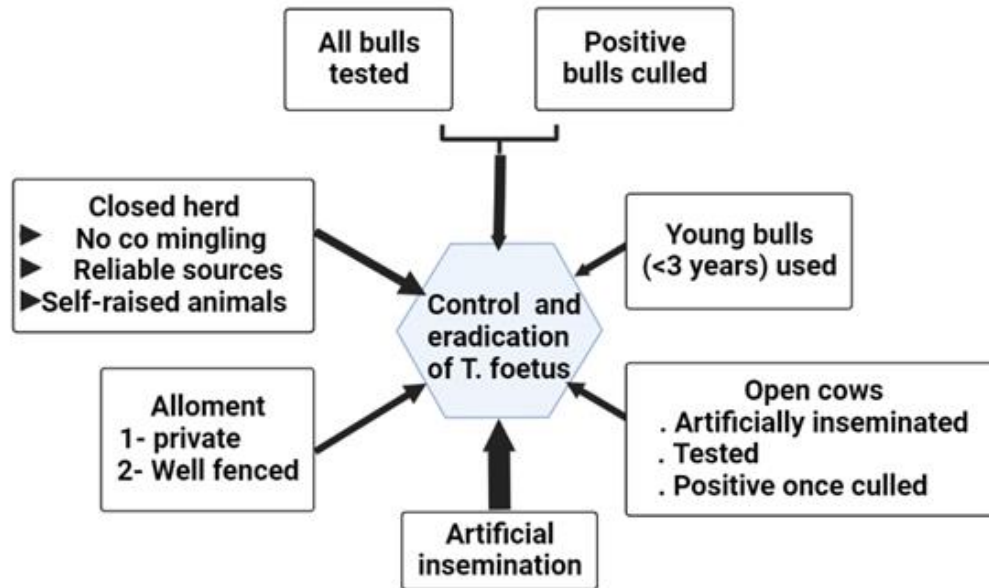 All bulls
tested
Positive
bulls culled
Closed herd
No co mingling
Reliable sources
Self-raised animals
Young bulls
(<3 years) used
Control and
eradication
of T. foetus
Alloment
1- private
2- Well fenced
Open cows
. Artificially inseminated
. Tested
. Positive once culled
Artificial
insemination